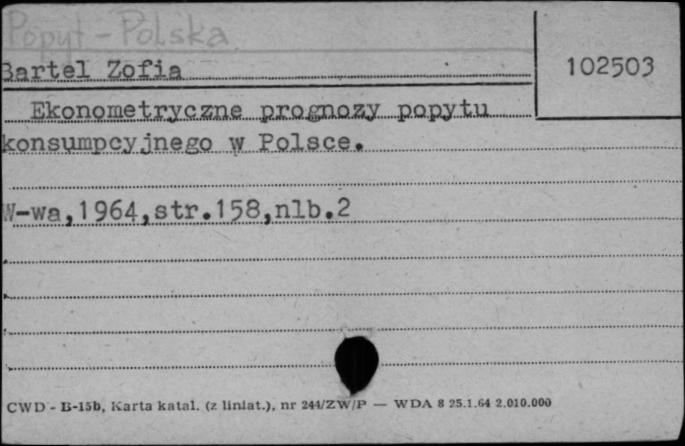 Popyt - Polska
Bartel Zofia
102503
Ekonometryczne prognozy popytu
konsumpcyjnego w Polsce.
W-wa,1964,str.158,nlb.2
CWD - B-15b, Karta katal. (z liniat.), nr 244/ZW/P — WDA 8 25.1.64 2.010.000